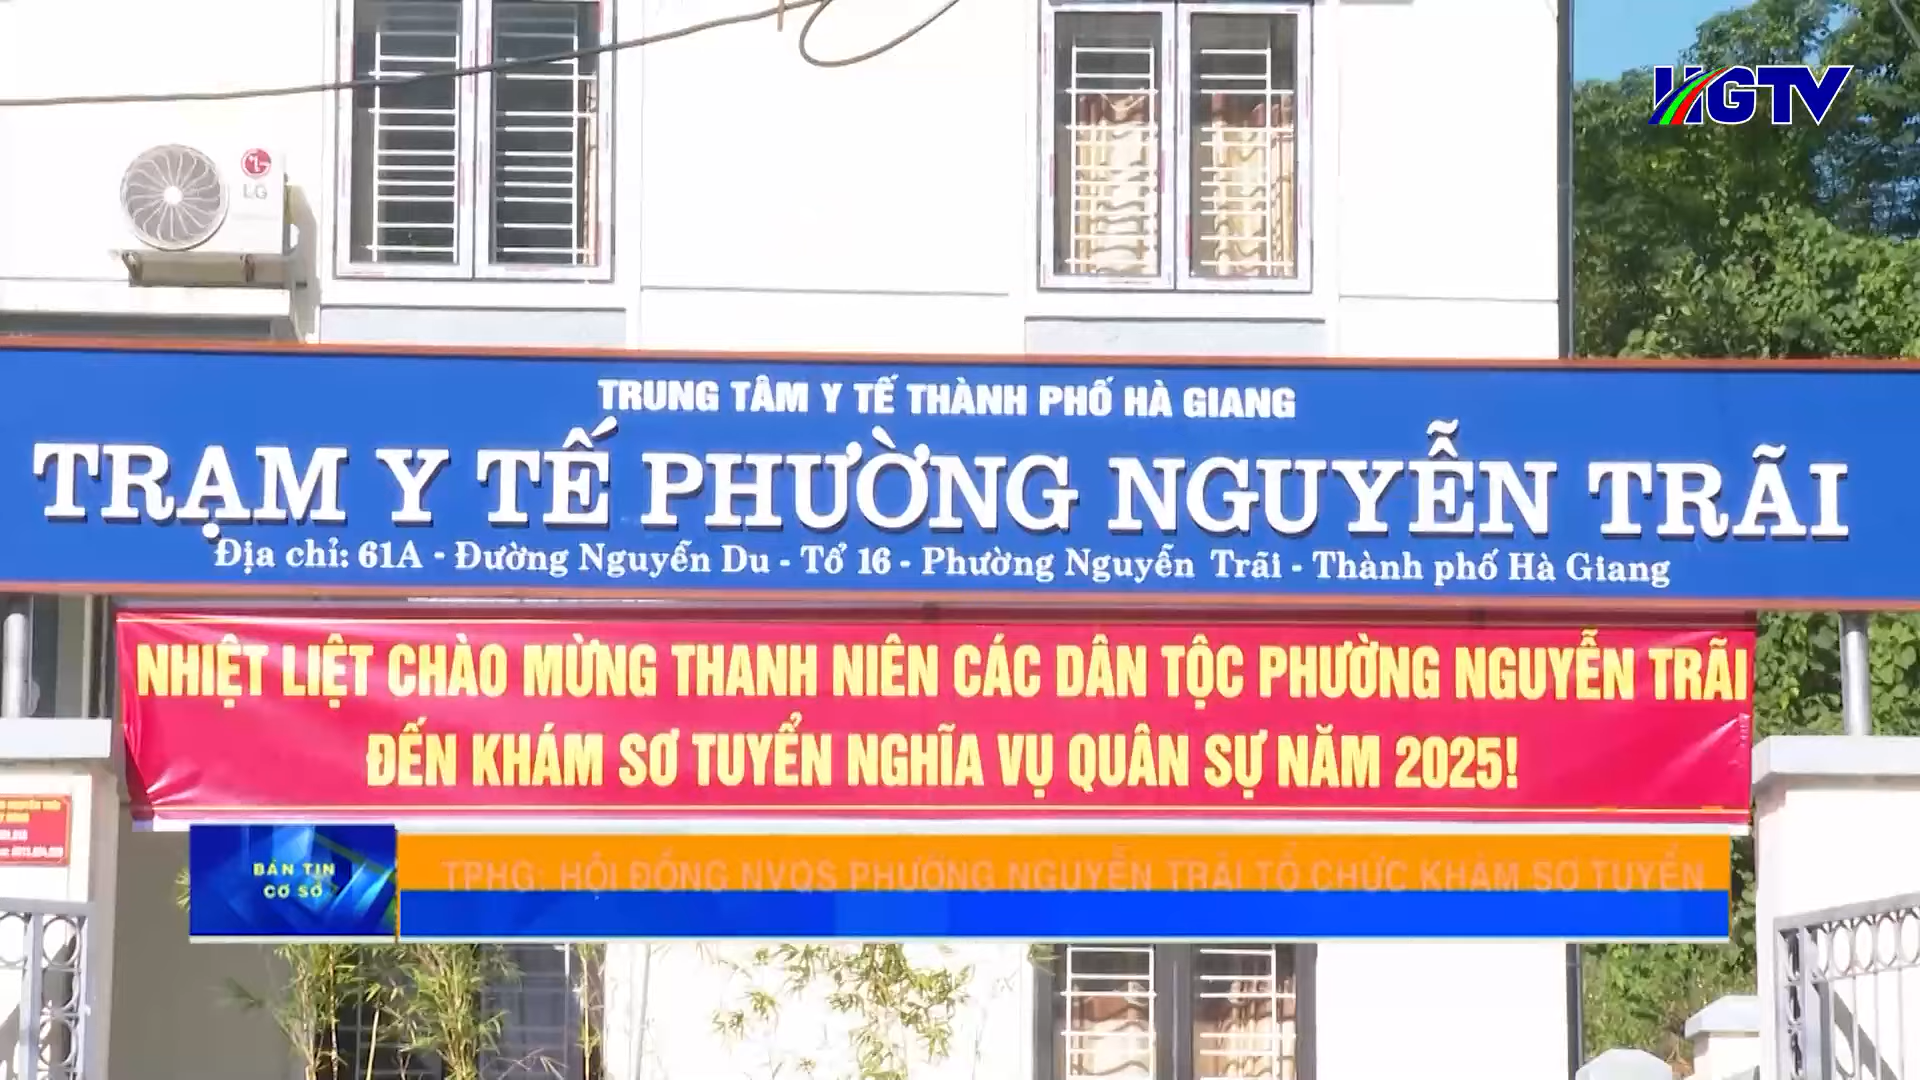 HGTV
LG
TRUNG TÂM Y TẾ THÀNH PHỐ HÀ GIANG
TRẠM Y TẾ PHƯỜNG NGUYỄN TRÃI
Địa chỉ: 61A - Đường Nguyễn Du - Tổ 16 - Phường Nguyễn Trãi - Thành phố Hà Giang
NHIỆT LIỆT CHÀO MỪNG THANH NIÊN CÁC DÂN TỘC PHƯỜNG NGUYỄN TRÃI
ĐẾN KHÁM SƠ TUYỂN NGHĨA VỤ QUÂN SỰ NĂM 2025!
BẢN TIN
CƠ SỞ
TPHG: HỘI ĐỒNG NVQS PHƯỜNG NGUYỄN TRÃI TỔ CHỨC KHÁM SƠ TUYỂN